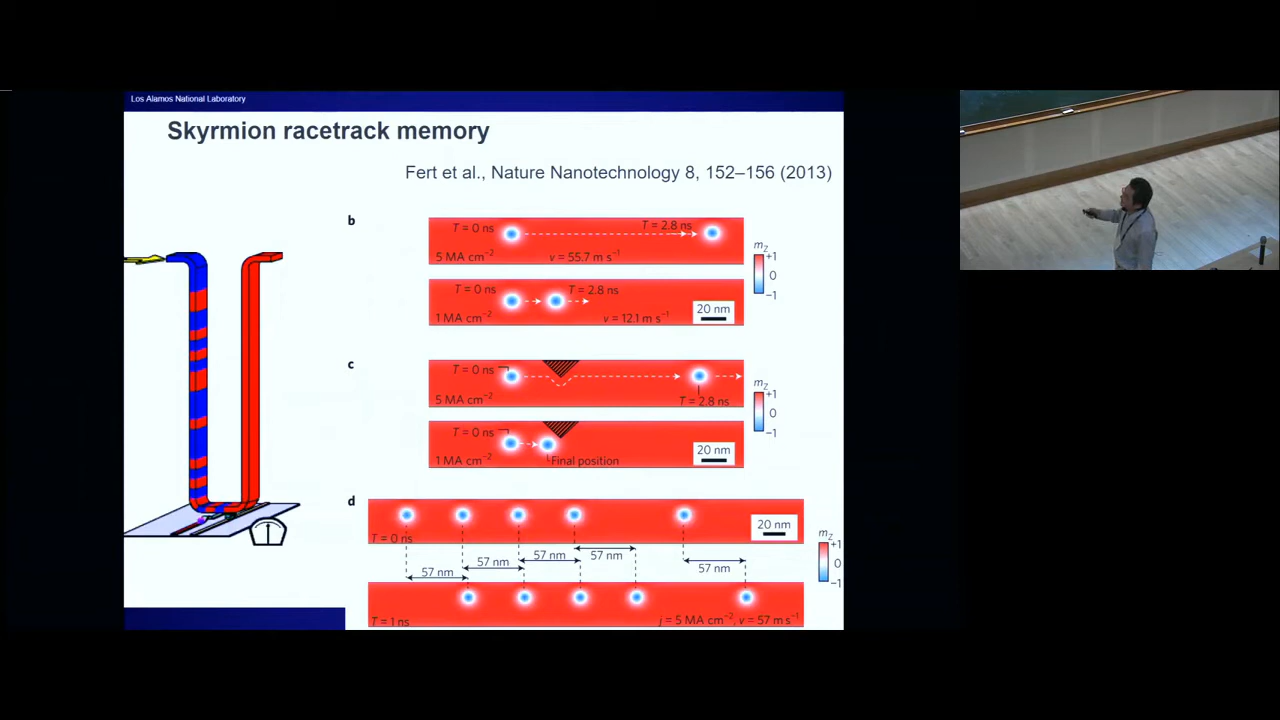 Los Alamos National Laboratory
Skyrmion racetrack memory
Fert et al., Nature Nanotechnology 8, 152–156 (2013)
b
T = 0 ns
T = 2.8 ns
5 MA cm⁻²
v = 55.7 m s⁻¹
T = 0 ns
T = 2.8 ns
1 MA cm⁻²
v = 12.1 m s⁻¹
20 nm
m_Z
+1
0
−1
c
T = 0 ns
5 MA cm⁻²
T = 2.8 ns
T = 0 ns
1 MA cm⁻²
Final position
20 nm
m_Z
+1
0
−1
d
T = 0 ns
20 nm
57 nm
57 nm
57 nm
57 nm
57 nm
m_Z
+1
0
−1
T = 1 ns
j = 5 MA cm⁻², v = 57 m s⁻¹